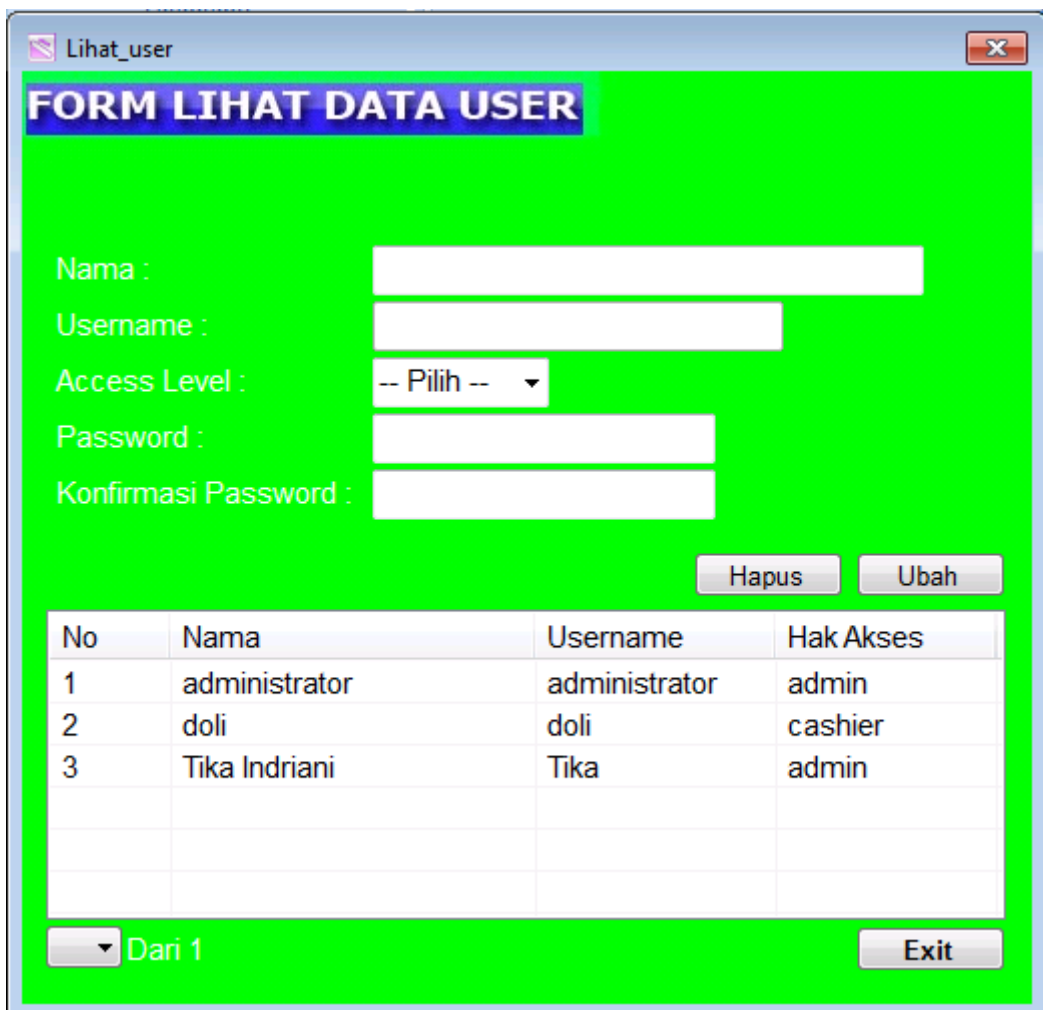 Lihat_user
FORM LIHAT DATA USER
Nama :
Username :
Access Level : -- Pilih --
Password :
Konfirmasi Password :
Hapus Ubah
No Nama Username Hak Akses
1 administrator administrator admin
2 doli doli cashier
3 Tika Indriani Tika admin
Dari 1 Exit